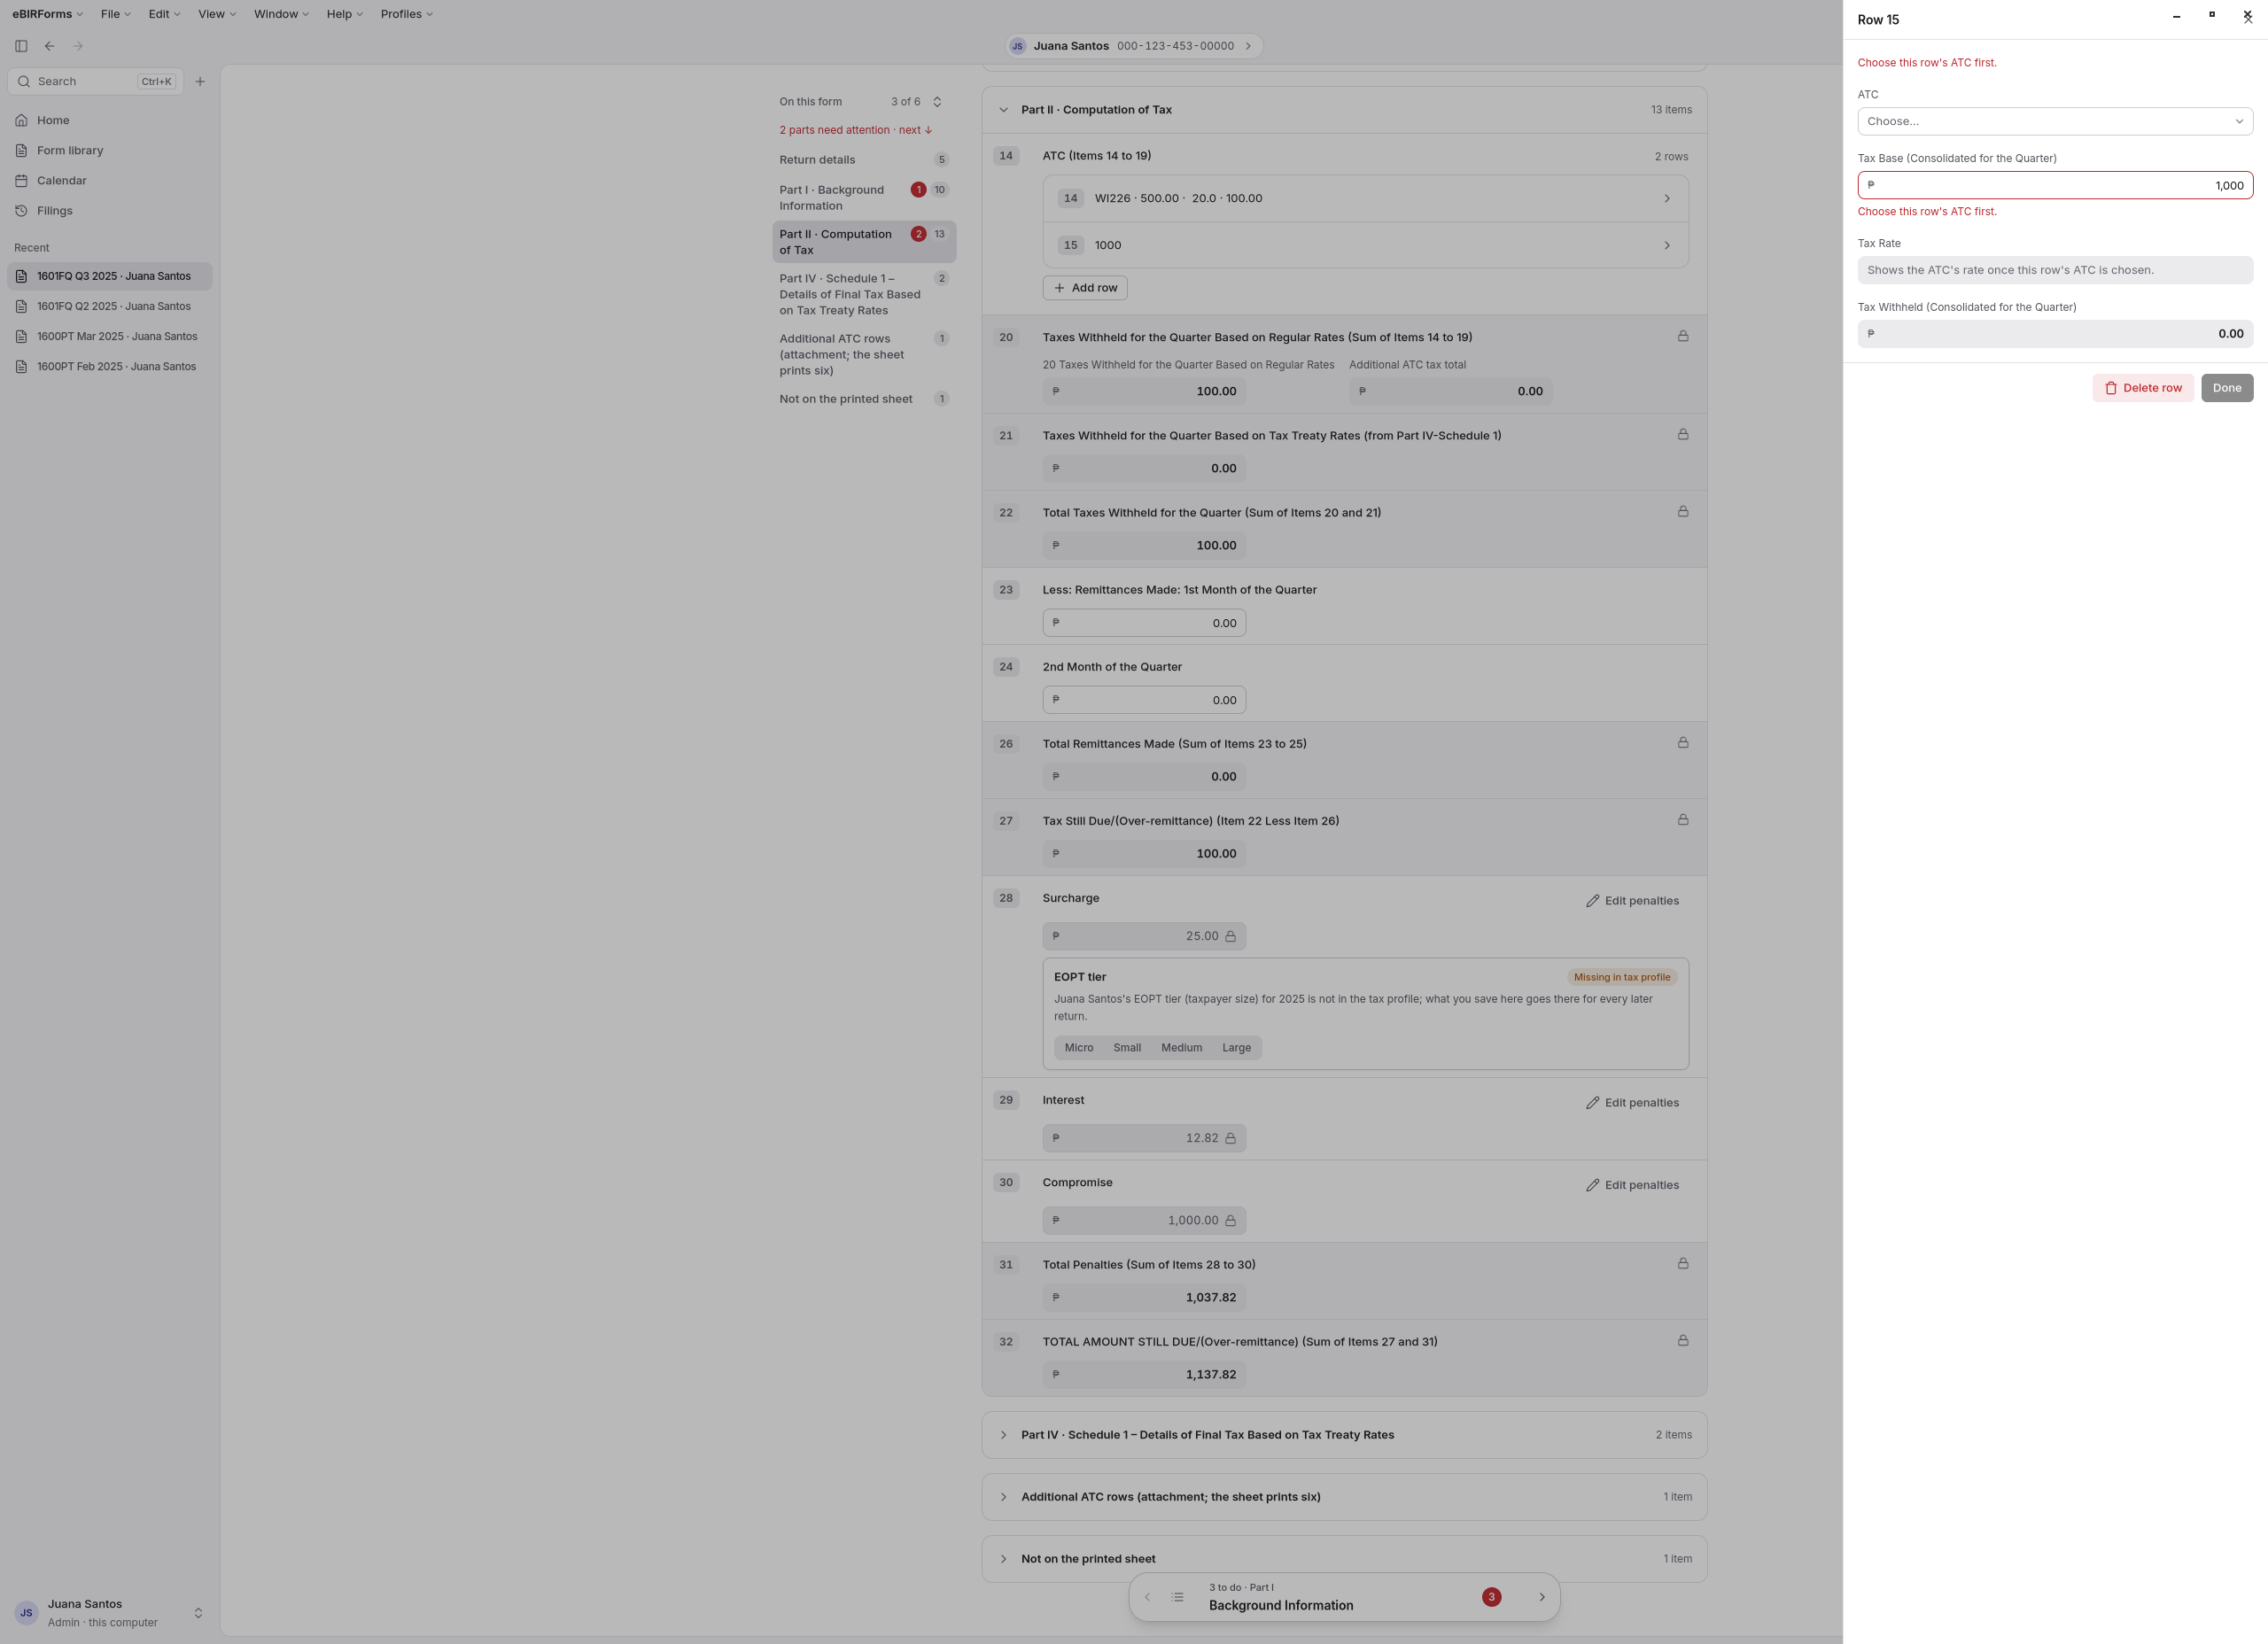 eBIRForms File Edit View Window Help Profiles
JS Juana Santos 000-123-453-00000
Search Ctrl+K
Home
Form library
Calendar
Filings
Recent
1601FQ Q3 2025 · Juana Santos
1601FQ Q2 2025 · Juana Santos
1600PT Mar 2025 · Juana Santos
1600PT Feb 2025 · Juana Santos
JS Juana Santos
Admin · this computer
On this form 3 of 6
2 parts need attention · next ↓
Return details 5
Part I · Background 1 10
Information
Part II · Computation 2 13
of Tax
Part IV · Schedule 1 – 2
Details of Final Tax Based
on Tax Treaty Rates
Additional ATC rows 1
(attachment; the sheet
prints six)
Not on the printed sheet 1
Part II · Computation of Tax 13 items
14 ATC (Items 14 to 19) 2 rows
14 WI226 · 500.00 · 20.0 · 100.00
15 1000
Add row
20 Taxes Withheld for the Quarter Based on Regular Rates (Sum of Items 14 to 19)
20 Taxes Withheld for the Quarter Based on Regular Rates Additional ATC tax total
₱ 100.00 ₱ 0.00
21 Taxes Withheld for the Quarter Based on Tax Treaty Rates (from Part IV-Schedule 1)
₱ 0.00
22 Total Taxes Withheld for the Quarter (Sum of Items 20 and 21)
₱ 100.00
23 Less: Remittances Made: 1st Month of the Quarter
₱ 0.00
24 2nd Month of the Quarter
₱ 0.00
26 Total Remittances Made (Sum of Items 23 to 25)
₱ 0.00
27 Tax Still Due/(Over-remittance) (Item 22 Less Item 26)
₱ 100.00
28 Surcharge Edit penalties
₱ 25.00
EOPT tier Missing in tax profile
Juana Santos's EOPT tier (taxpayer size) for 2025 is not in the tax profile; what you save here goes there for every later
return.
Micro Small Medium Large
29 Interest Edit penalties
₱ 12.82
30 Compromise Edit penalties
₱ 1,000.00
31 Total Penalties (Sum of Items 28 to 30)
₱ 1,037.82
32 TOTAL AMOUNT STILL DUE/(Over-remittance) (Sum of Items 27 and 31)
₱ 1,137.82
Part IV · Schedule 1 – Details of Final Tax Based on Tax Treaty Rates 2 items
Additional ATC rows (attachment; the sheet prints six) 1 item
Not on the printed sheet 1 item
3 to do · Part I
Background Information 3
Row 15
Choose this row's ATC first.
ATC
Choose...
Tax Base (Consolidated for the Quarter)
₱ 1,000
Choose this row's ATC first.
Tax Rate
Shows the ATC's rate once this row's ATC is chosen.
Tax Withheld (Consolidated for the Quarter)
₱ 0.00
Delete row Done